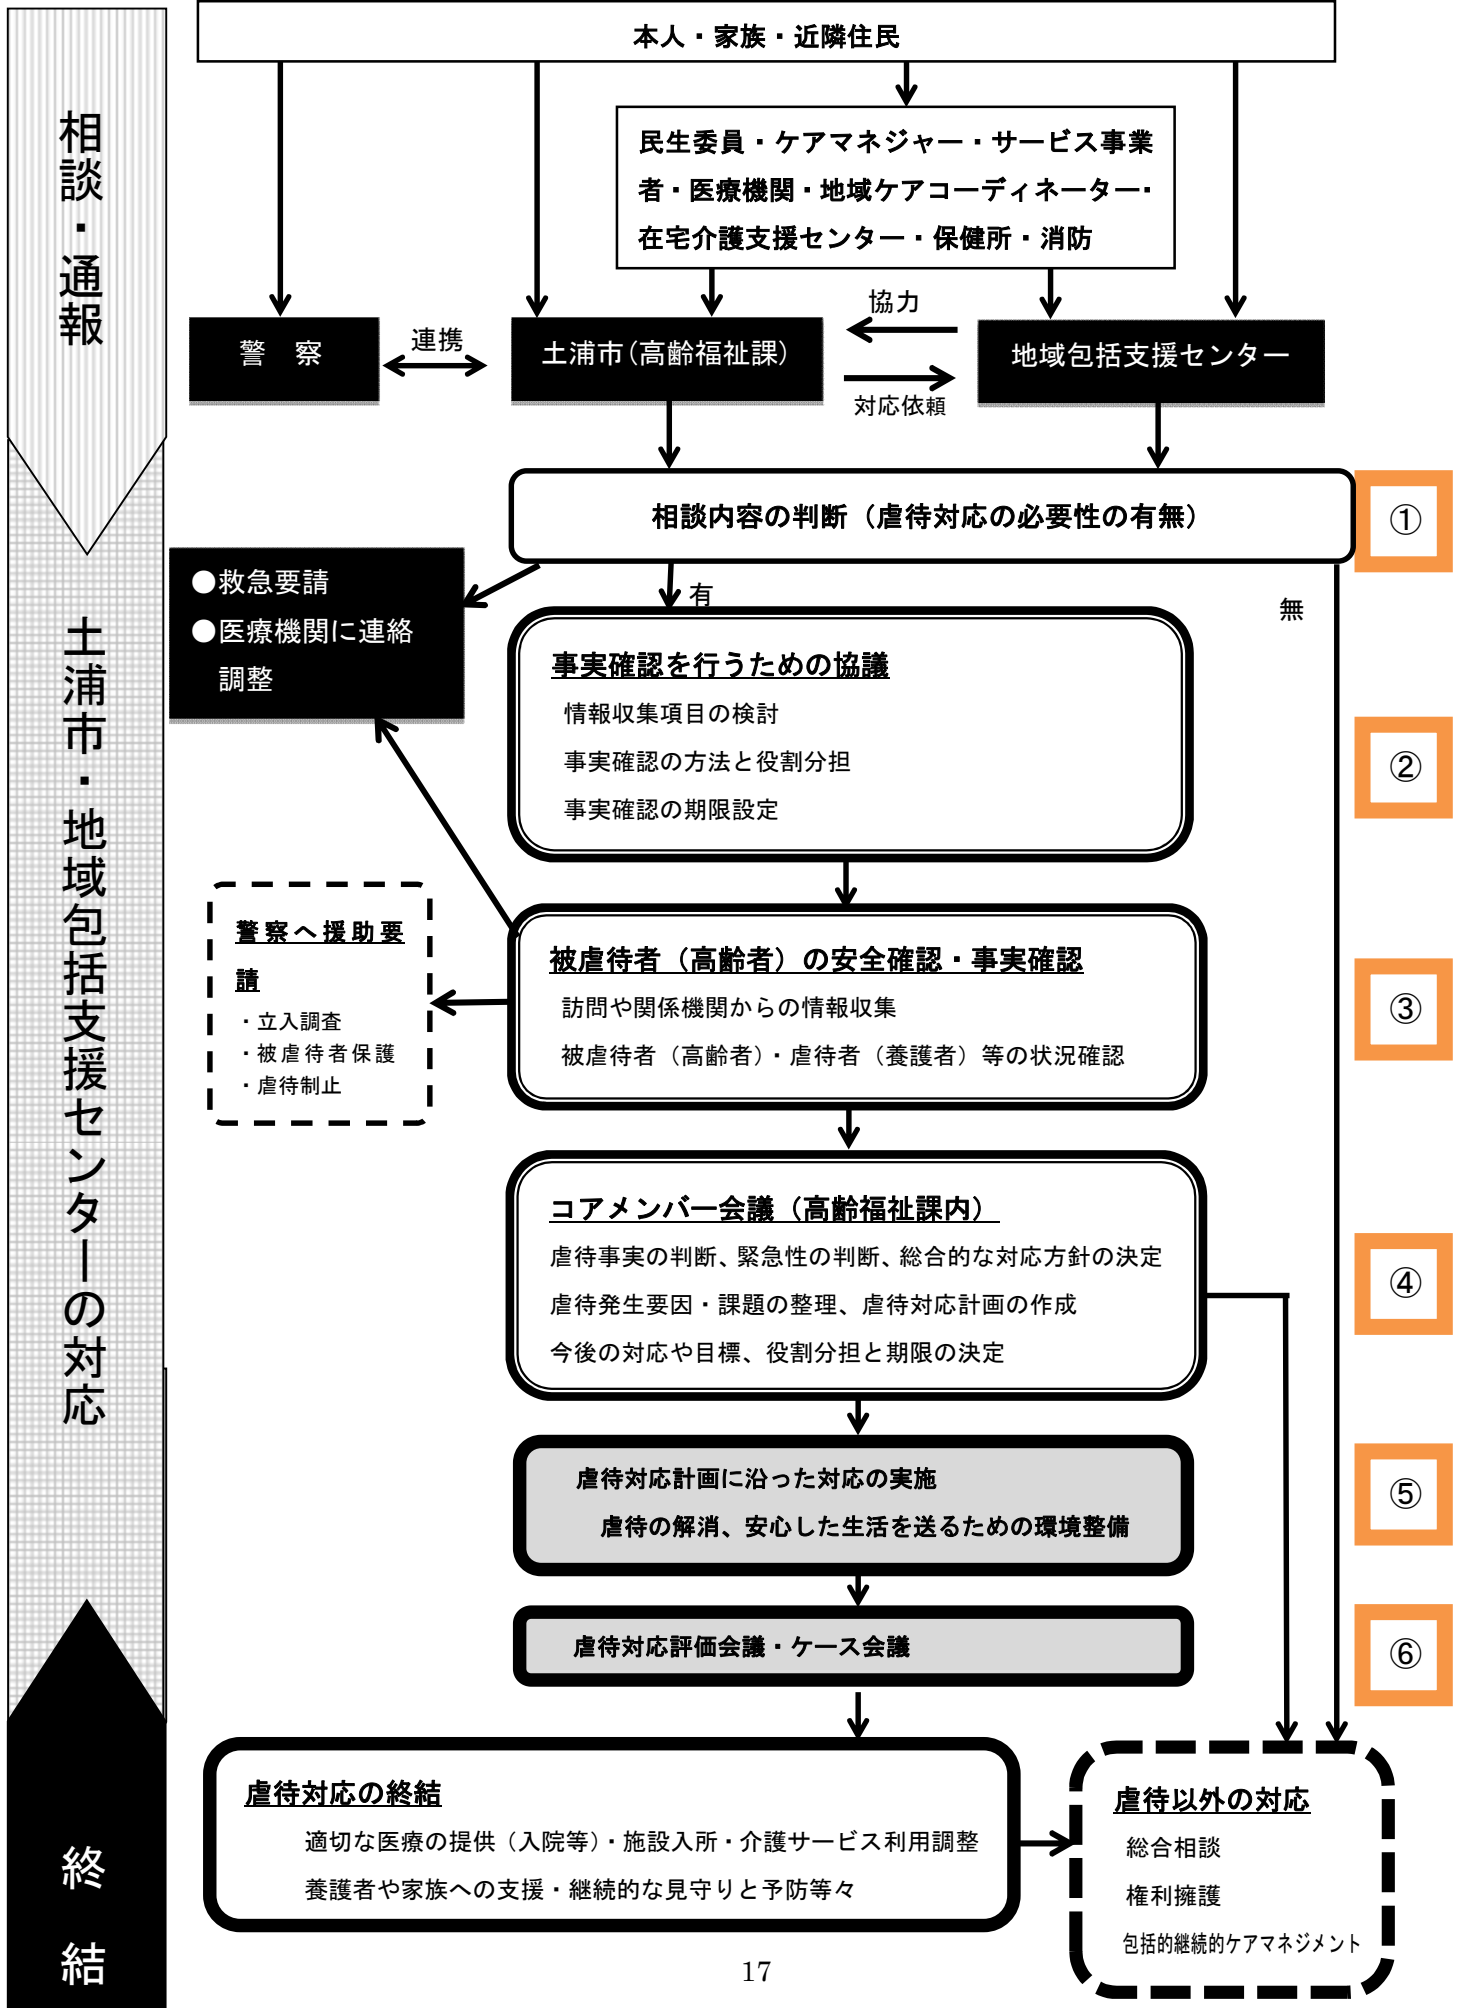 本人・家族・近隣住民
民生委員・ケアマネジャー・サービス事業
者・医療機関・地域ケアコーディネーター・
在宅介護支援センター・保健所・消防
相談・通報
警　察
連携
土浦市(高齢福祉課)
協力
対応依頼
地域包括支援センター
相談内容の判断（虐待対応の必要性の有無）
①
●救急要請
●医療機関に連絡
調整
有
無
事実確認を行うための協議
情報収集項目の検討
事実確認の方法と役割分担
事実確認の期限設定
②
土浦市・地域包括支援センターの対応
警察へ援助要
請
・立入調査
・被虐待者保護
・虐待制止
被虐待者（高齢者）の安全確認・事実確認
訪問や関係機関からの情報収集
被虐待者（高齢者）・虐待者（養護者）等の状況確認
③
コアメンバー会議（高齢福祉課内）
虐待事実の判断、緊急性の判断、総合的な対応方針の決定
虐待発生要因・課題の整理、虐待対応計画の作成
今後の対応や目標、役割分担と期限の決定
④
虐待対応計画に沿った対応の実施
虐待の解消、安心した生活を送るための環境整備
⑤
虐待対応評価会議・ケース会議
⑥
終　結
虐待対応の終結
適切な医療の提供（入院等）・施設入所・介護サービス利用調整
養護者や家族への支援・継続的な見守りと予防等々
虐待以外の対応
総合相談
権利擁護
包括的継続的ケアマネジメント
17